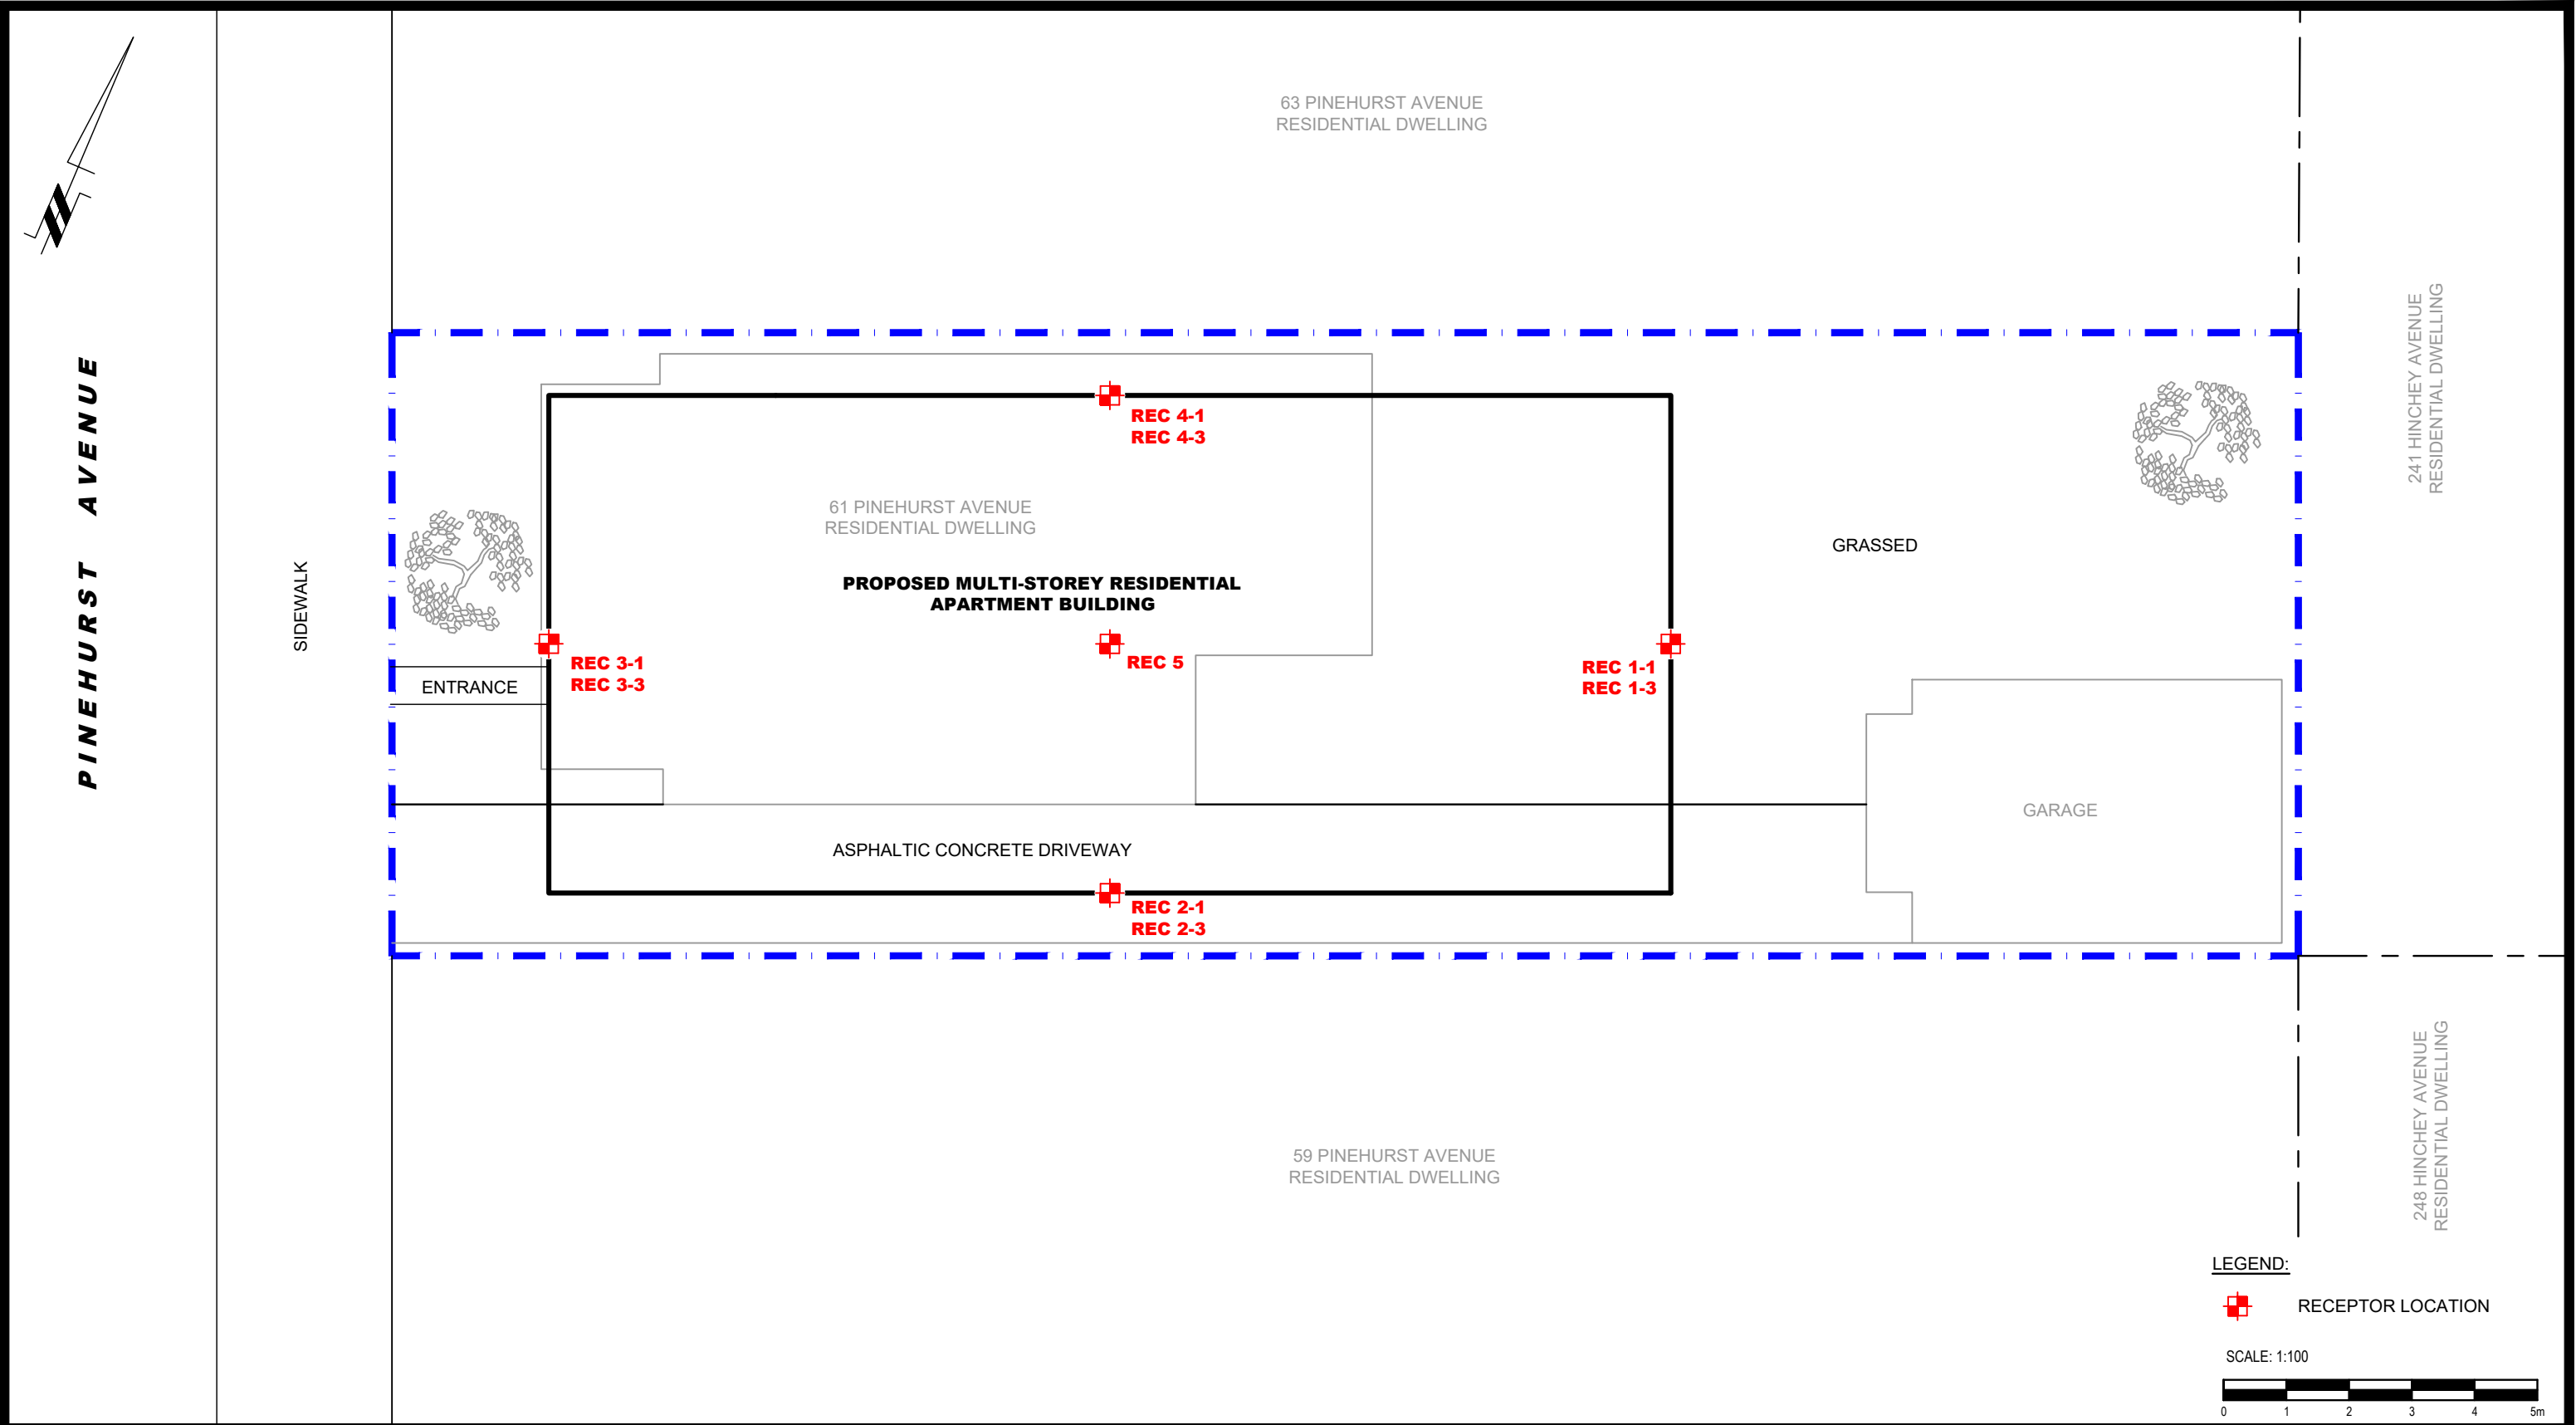 63 PINEHURST AVENUE
RESIDENTIAL DWELLING
PINEHURST AVENUE
SIDEWALK
241 HINCHEY AVENUE
RESIDENTIAL DWELLING
REC 4-1
REC 4-3
61 PINEHURST AVENUE
RESIDENTIAL DWELLING
GRASSED
PROPOSED MULTI-STOREY RESIDENTIAL
APARTMENT BUILDING
REC 3-1
REC 3-3
REC 5
REC 1-1
REC 1-3
ENTRANCE
GARAGE
ASPHALTIC CONCRETE DRIVEWAY
REC 2-1
REC 2-3
59 PINEHURST AVENUE
RESIDENTIAL DWELLING
248 HINCHEY AVENUE
RESIDENTIAL DWELLING
LEGEND:
RECEPTOR LOCATION
SCALE: 1:100
0 1 2 3 4 5m